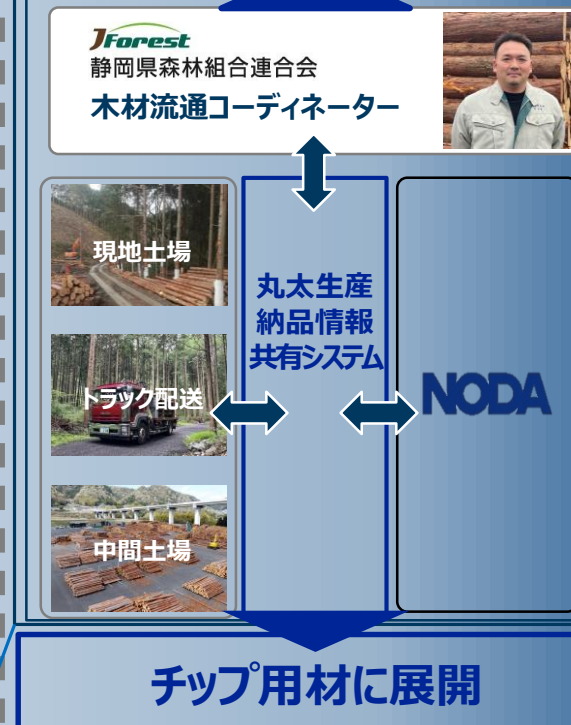 JForest
静岡県森林組合連合会
木材流通コーディネーター
現地土場
トラック配送
中間土場
丸太生産
納品情報
共有システム
NODA
チップ用材に展開